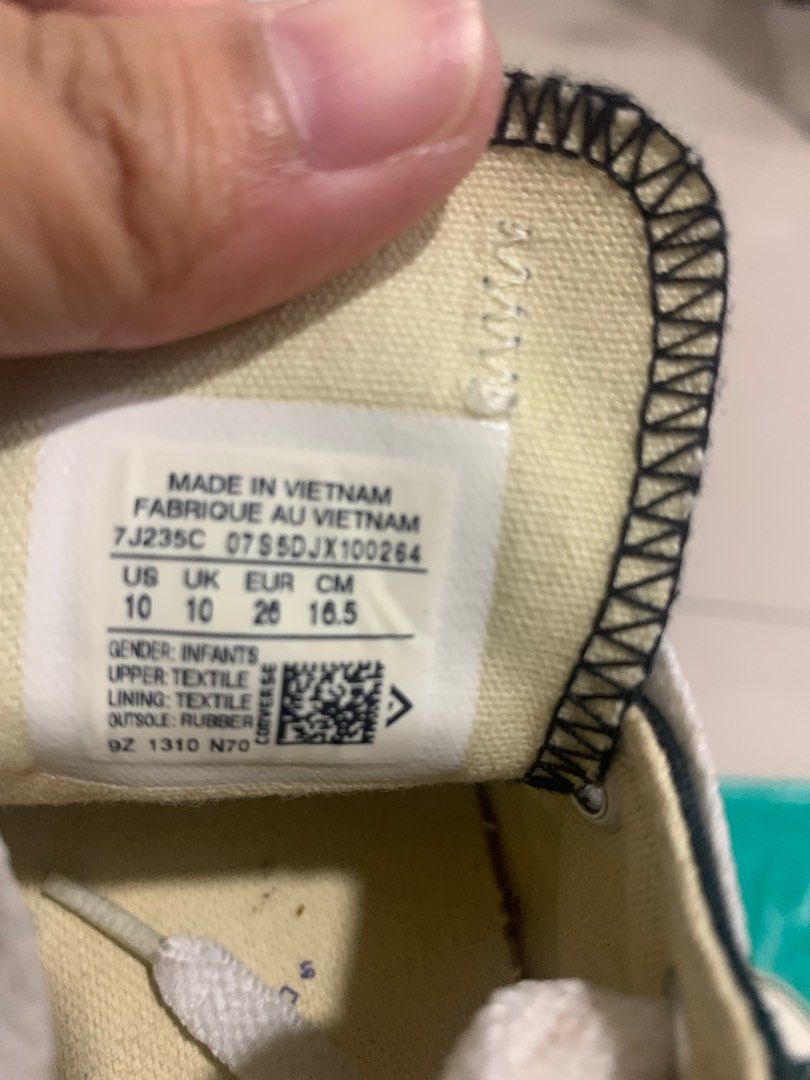 MADE IN VIETNAM
FABRIQUE AU VIETNAM
7J235C 07S5DJX100264
US UK EUR CM
10 10 26 16.5
GENDER: INFANTS
UPPER: TEXTILE
LINING: TEXTILE
OUTSOLE: RUBBER
CONVERSE
9Z 1310 N70